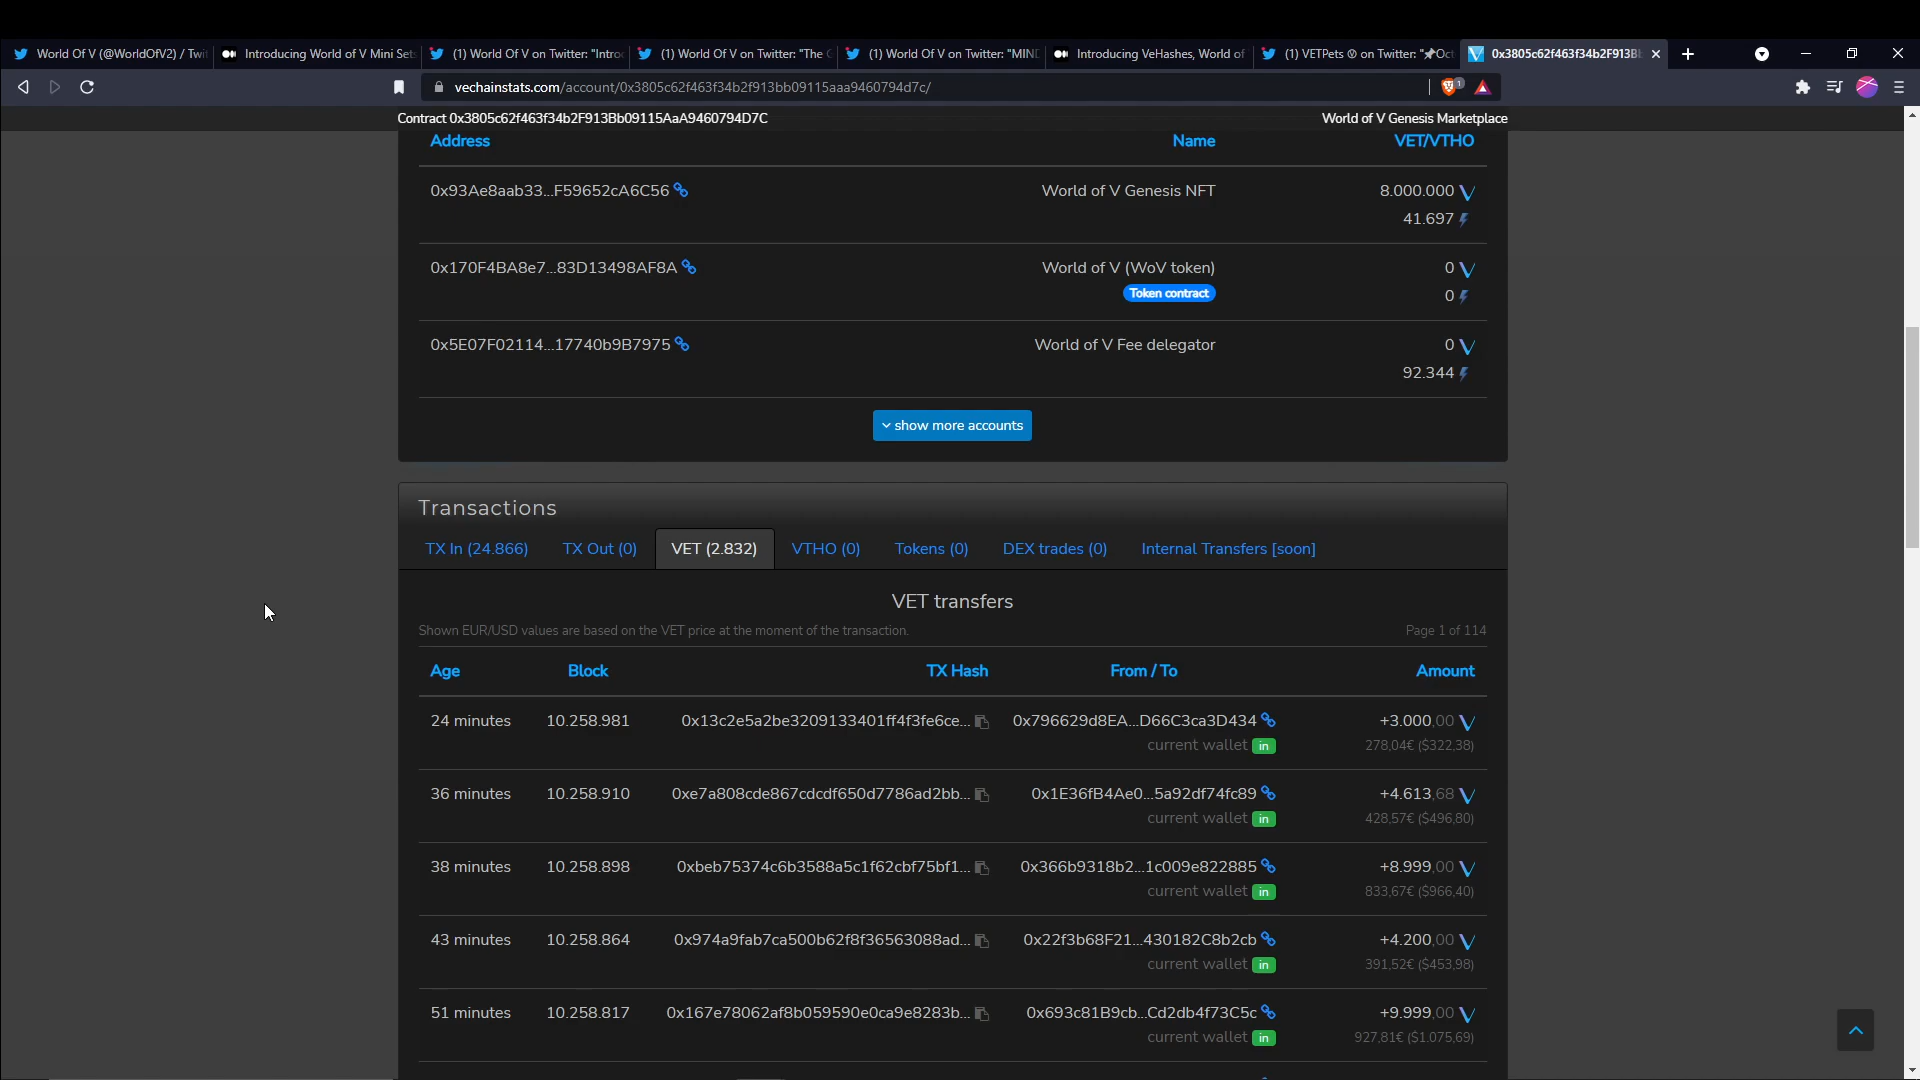 World Of V (@WorldOfV2) / Twi
Introducing World of V Mini Sets
(1) World Of V on Twitter: "Intro
(1) World Of V on Twitter: "The G
(1) World Of V on Twitter: "MINI
Introducing VeHashes, World of
(1) VETPets on Twitter: "📌Oct
0x3805c62f463f34b2F913Bb
vechainstats.com/account/0x3805c62f463f34b2f913bb09115aaa9460794d7c/
1
Contract 0x3805c62f463f34b2F913Bb09115AaA9460794D7C
World of V Genesis Marketplace
Address Name VET/VTHO
0x93Ae8aab33...F59652cA6C56 World of V Genesis NFT 8.000.000
41.697
0x170F4BA8e7...83D13498AF8A World of V (WoV token) 0
Token contract 0
0x5E07F02114...17740b9B7975 World of V Fee delegator 0
92.344
show more accounts
Transactions
TX In (24.866) TX Out (0) VET (2.832) VTHO (0) Tokens (0) DEX trades (0) Internal Transfers [soon]
VET transfers
Shown EUR/USD values are based on the VET price at the moment of the transaction. Page 1 of 114
Age Block TX Hash From / To Amount
24 minutes 10.258.981 0x13c2e5a2be3209133401ff4f3fe6ce... 0x796629d8EA...D66C3ca3D434 +3.000,00
current wallet in 278,04€ ($322,38)
36 minutes 10.258.910 0xe7a808cde867cdcdf650d7786ad2bb... 0x1E36fB4Ae0...5a92df74fc89 +4.613,68
current wallet in 428,57€ ($496,80)
38 minutes 10.258.898 0xbeb75374c6b3588a5c1f62cbf75bf1... 0x366b9318b2...1c009e822885 +8.999,00
current wallet in 833,67€ ($966,40)
43 minutes 10.258.864 0x974a9fab7ca500b62f8f36563088ad... 0x22f3b68F21...430182C8b2cb +4.200,00
current wallet in 391,52€ ($453,98)
51 minutes 10.258.817 0x167e78062af8b059590e0ca9e8283b... 0x693c81B9cb...Cd2db4f73C5c +9.999,00
current wallet in 927,81€ ($1.075,69)